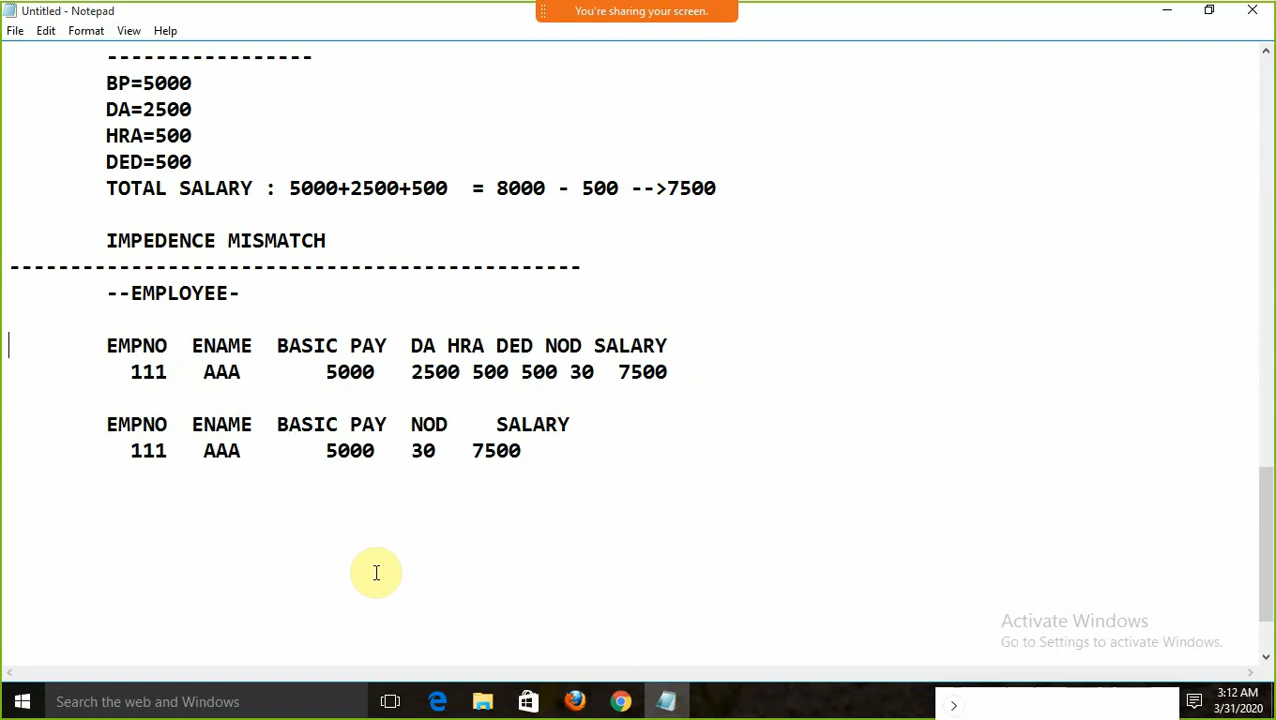 Untitled - Notepad
You're sharing your screen.
File Edit Format View Help
-----------------
BP=5000
DA=2500
HRA=500
DED=500
TOTAL SALARY : 5000+2500+500  = 8000 - 500 -->7500
IMPEDENCE MISMATCH
-----------------------------------------------
--EMPLOYEE-
EMPNO  ENAME  BASIC PAY  DA HRA DED NOD SALARY
111   AAA       5000   2500 500 500 30  7500
EMPNO  ENAME  BASIC PAY  NOD    SALARY
111   AAA       5000   30   7500
Activate Windows
Go to Settings to activate Windows.
Search the web and Windows
3:12 AM
3/31/2020